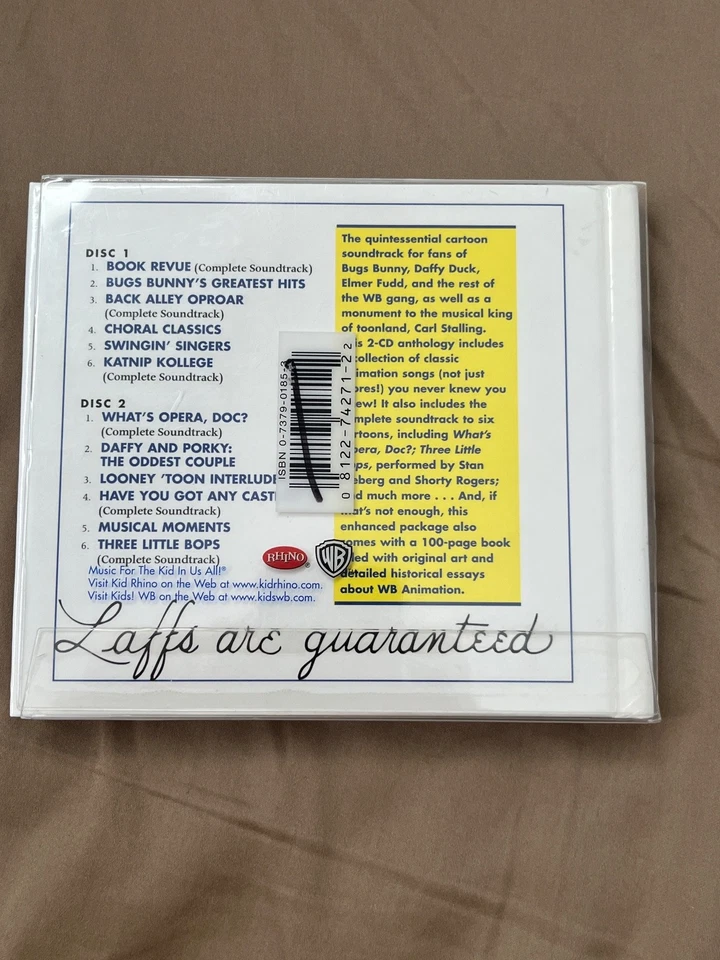 DISC 1
1. BOOK REVUE (Complete Soundtrack)
2. BUGS BUNNY'S GREATEST HITS
3. BACK ALLEY OPROAR
(Complete Soundtrack)
4. CHORAL CLASSICS
5. SWINGIN' SINGERS
6. KATNIP KOLLEGE
(Complete Soundtrack)
DISC 2
1. WHAT'S OPERA, DOC?
(Complete Soundtrack)
2. DAFFY AND PORKY:
THE ODDEST COUPLE
3. LOONEY 'TOON INTERLUDE
4. HAVE YOU GOT ANY
(Complete Soundtrack)
5. MUSICAL MOMENTS
6. THREE LITTLE BOPS
(Complete Soundtrack)
Music For The Kid In Us All!®
Visit Kid Rhino on the Web at www.kidrhino.com.
Visit Kids! WB on the Web at www.kidswb.com.
ISBN 0-7379-0185-
0 8122-74271-2 2
RHINO
WB
The quintessential cartoon
soundtrack for fans of
Bugs Bunny, Daffy Duck,
Elmer Fudd, and the rest of
the WB gang, as well as a
monument to the musical king
of toonland, Carl Stalling.
2-CD anthology includes
collection of classic
songs (not just
you never knew you
It also includes the
soundtrack to six
including What's
Doc?; Three Little
performed by Stan
and Shorty Rogers;
much more . . . And, if
not enough, this
enhanced package also
comes with a 100-page book
with original art and
detailed historical essays
about WB Animation.
Laffs are guaranteed